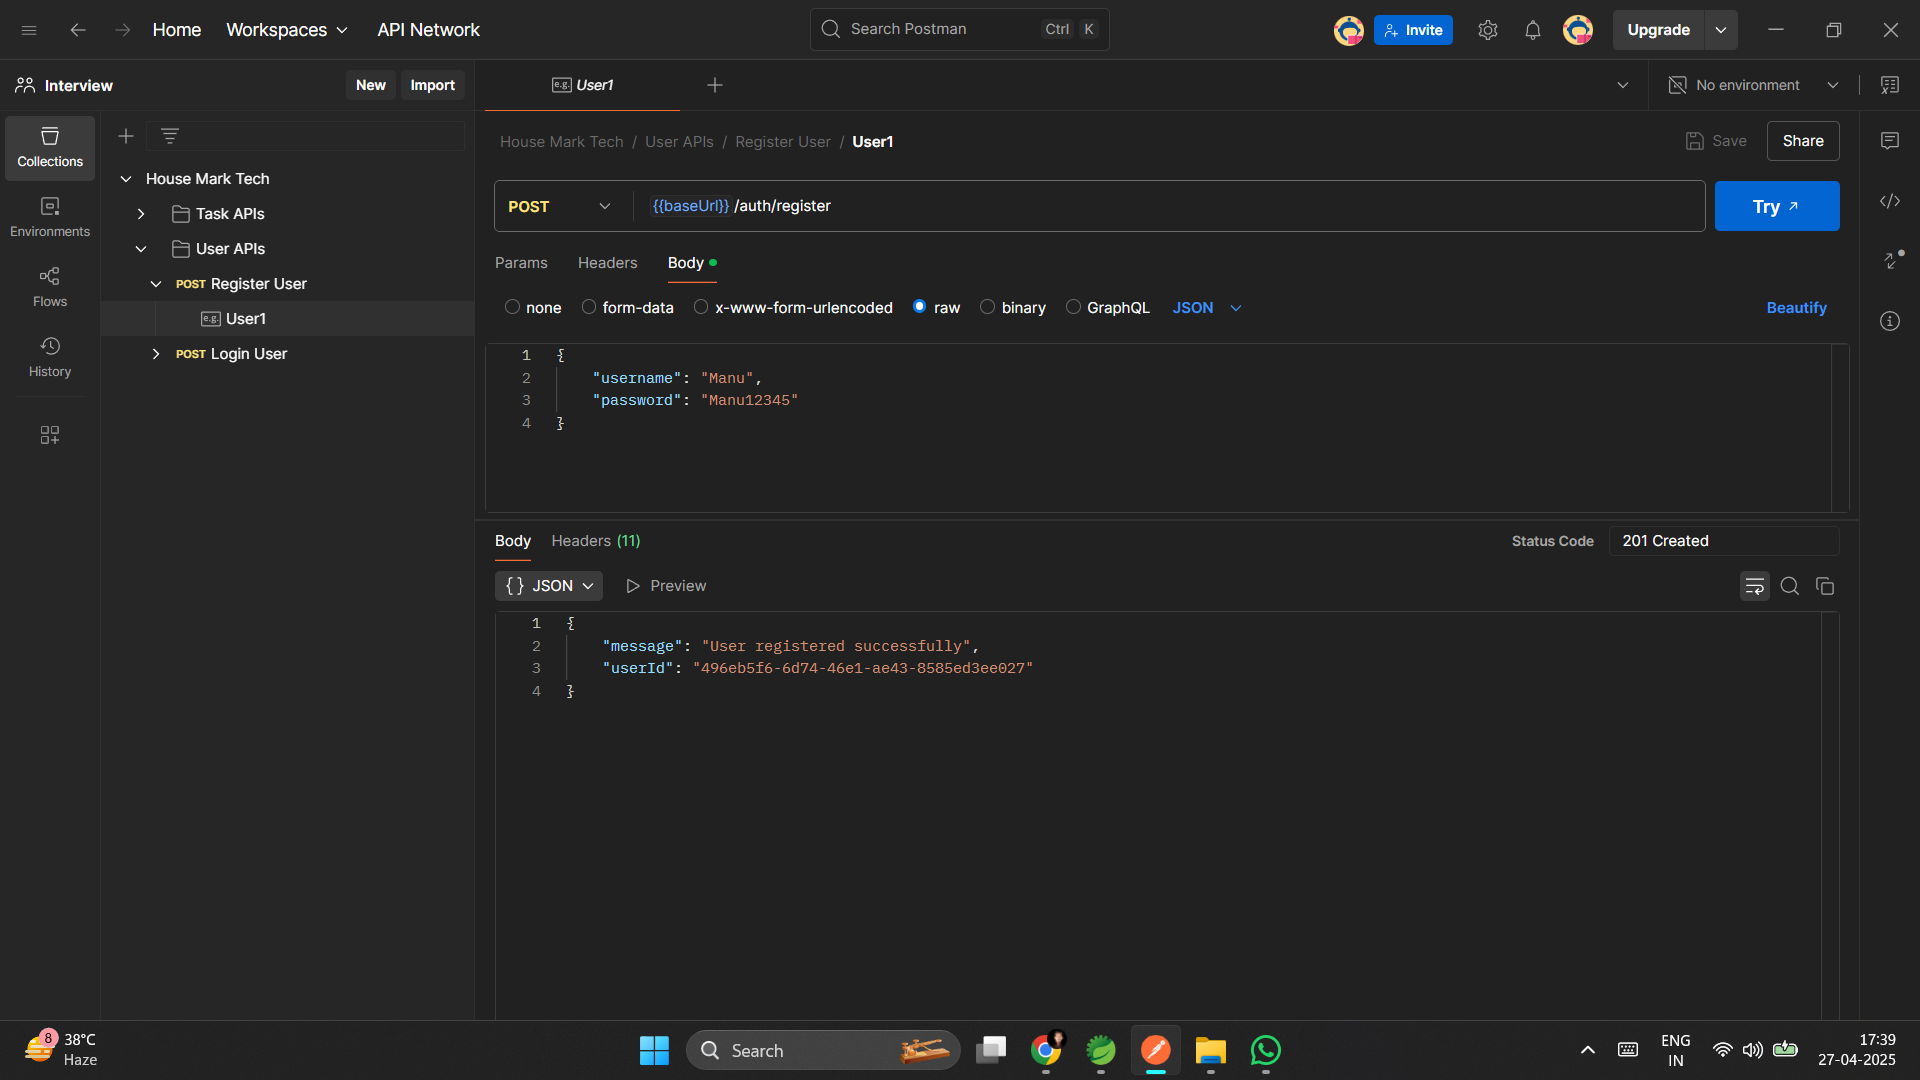 Home Workspaces API Network
Search Postman Ctrl K
Invite Upgrade
Interview New Import
e.g. User1
No environment
Collections
Environments
Flows
History
House Mark Tech
Task APIs
User APIs
POST Register User
e.g. User1
POST Login User
House Mark Tech / User APIs / Register User / User1
Save Share
POST {{baseUrl}} /auth/register Try
Params Headers Body
none form-data x-www-form-urlencoded raw binary GraphQL JSON Beautify
1 {
2 "username": "Manu",
3 "password": "Manu12345"
4 }
Body Headers (11) Status Code 201 Created
{} JSON Preview
1 {
2 "message": "User registered successfully",
3 "userId": "496eb5f6-6d74-46e1-ae43-8585ed3ee027"
4 }
8 38°C
Haze
Search
ENG
IN
17:39
27-04-2025